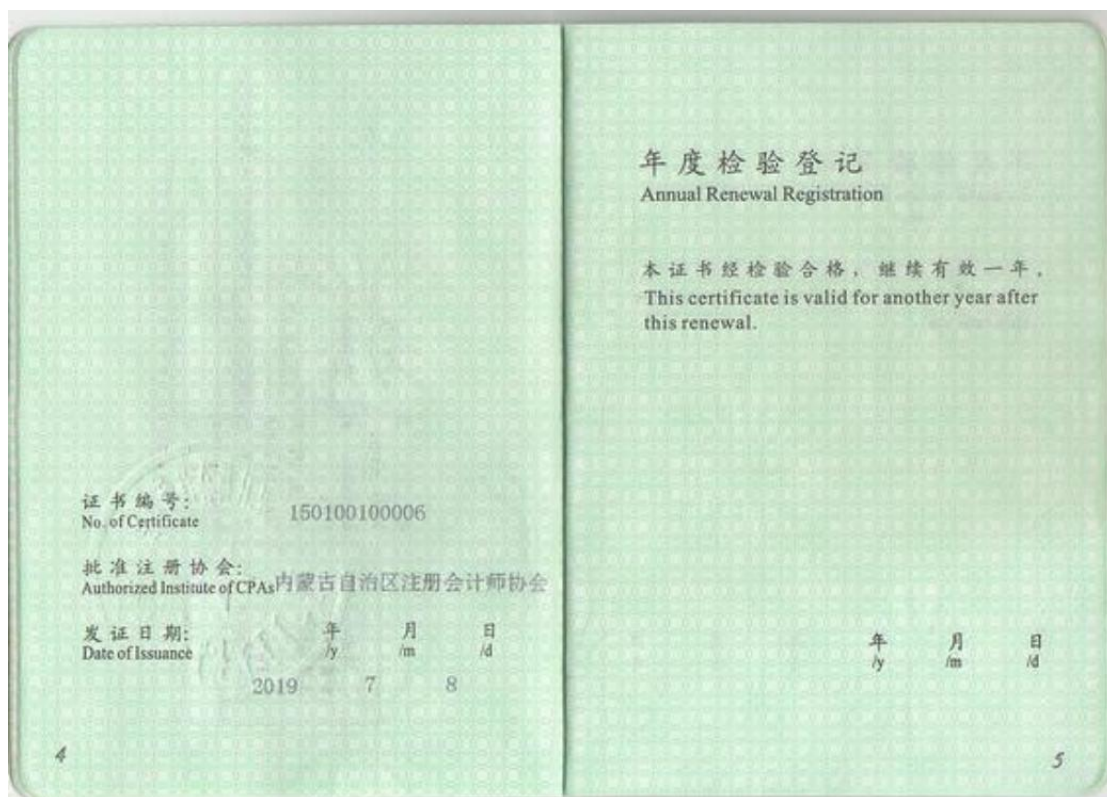 证书编号:
No. of Certificate
150100100006
批准注册协会:
Authorized Institute of CPAs 内蒙古自治区注册会计师协会
发证日期:
Date of Issuance
年 月 日
/y /m /d
2019 7 8
4
年度检验登记
Annual Renewal Registration
本证书经检验合格，继续有效一年。
This certificate is valid for another year after
this renewal.
年 月 日
/y /m /d
5